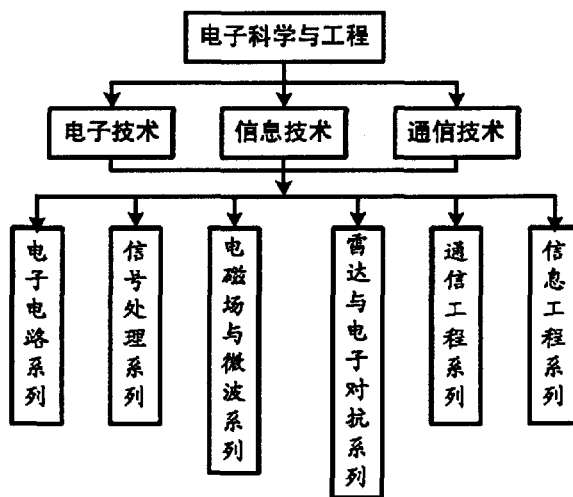 电子科学与工程
电子技术
信息技术
通信技术
电子电路系列
信号处理系列
电磁场与微波系列
雷达与电子对抗系列
通信工程系列
信息工程系列